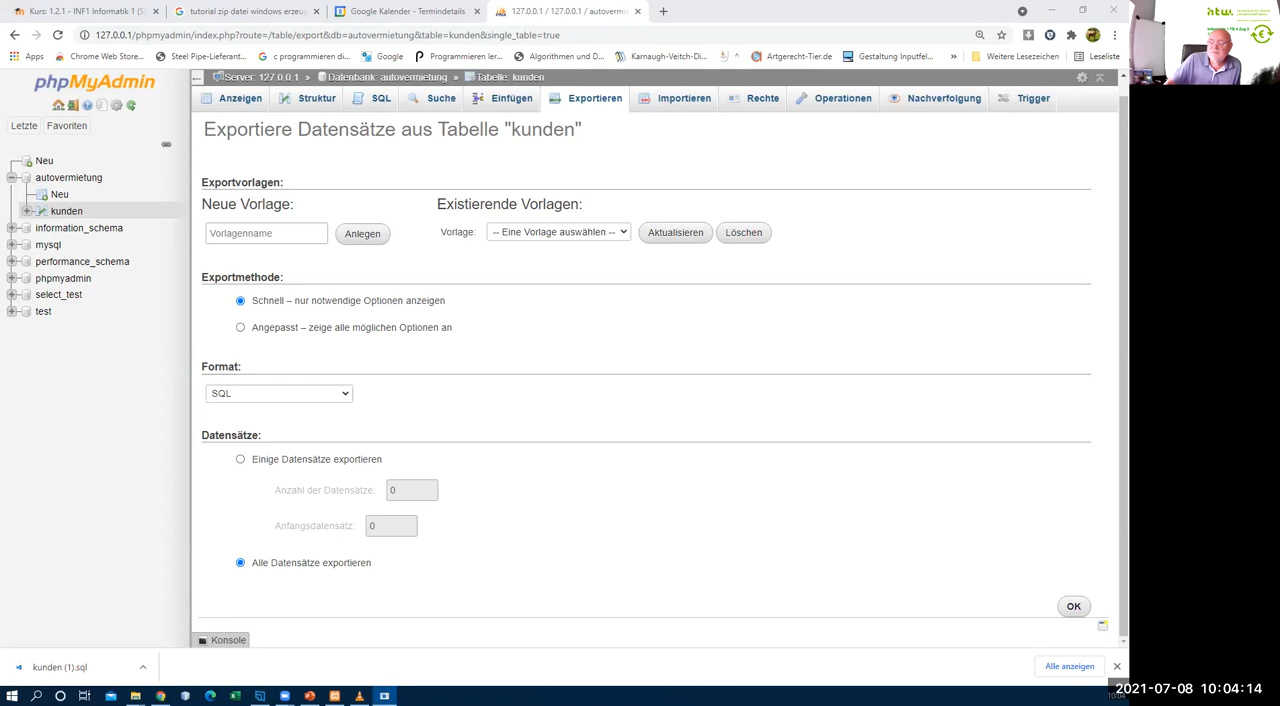 Kurs: 1.2.1 - INF Informatik 1 (S
tutorial zip datei windows erzeu
Google Kalender - Termindetails
127.0.0.1 / 127.0.0.1 / autovermie
127.0.0.1/phpmyadmin/index.php?route=/table/export&db=autovermietung&table=kunden&single_table=true
Apps
Chrome Web Store...
Steil Pipe-Lieferant...
c programmieren d...
Google
Programmieren ler...
Algorithmen und D...
Karnaugh-Veitch-Di...
Artgerecht-Tier.de
Gestaltung Inputfel...
»
Weitere Lesezeichen
Leseliste
phpMyAdmin
Letzte
Favoriten
Neu
autovermietung
Neu
kunden
information_schema
mysql
performance_schema
phpmyadmin
select_test
test
Server: 127.0.0.1 » Datenbank: autovermietung » Tabelle: kunden
Anzeigen
Struktur
SQL
Suche
Einfügen
Exportieren
Importieren
Rechte
Operationen
Nachverfolgung
Trigger
Exportiere Datensätze aus Tabelle "kunden"
Exportvorlagen:
Neue Vorlage:
Existierende Vorlagen:
Vorlagenname
Anlegen
Vorlage:
-- Eine Vorlage auswählen --
Aktualisieren
Löschen
Exportmethode:
Schnell – nur notwendige Optionen anzeigen
Angepasst – zeige alle möglichen Optionen an
Format:
SQL
Datensätze:
Einige Datensätze exportieren
Anzahl der Datensätze:
0
Anfangsdatensatz:
0
Alle Datensätze exportieren
OK
Konsole
kunden (1).sql
Alle anzeigen
2021-07-08 10:04:14